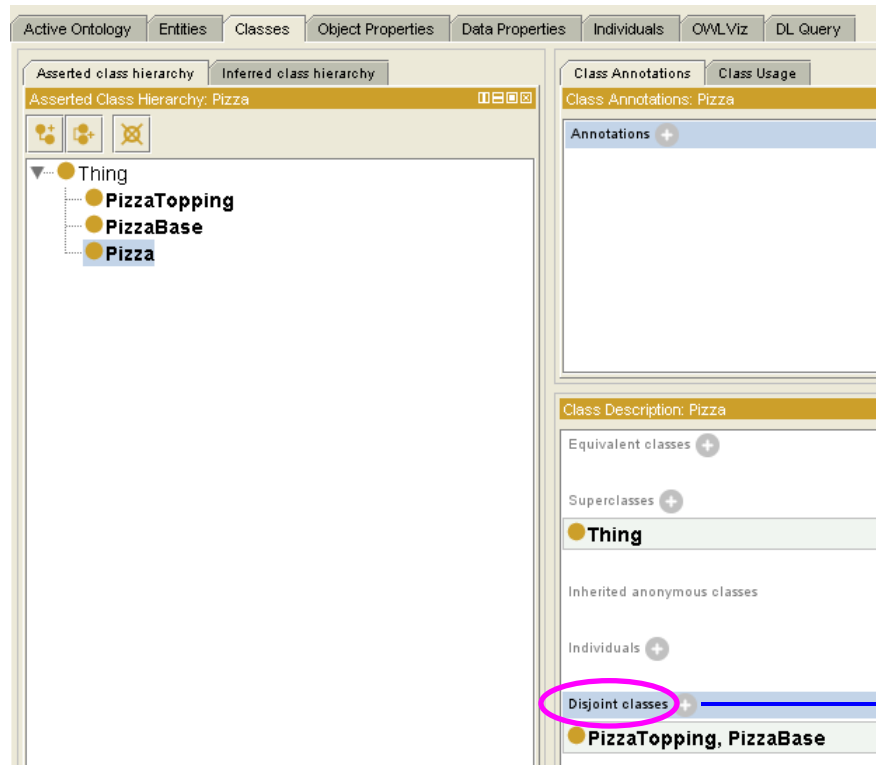 Active Ontology Entities Classes Object Properties Data Properties Individuals OWLViz DL Query
Asserted class hierarchy Inferred class hierarchy
Asserted Class Hierarchy: Pizza
Thing
PizzaTopping
PizzaBase
Pizza
Class Annotations Class Usage
Class Annotations: Pizza
Annotations
Class Description: Pizza
Equivalent classes
Superclasses
Thing
Inherited anonymous classes
Individuals
Disjoint classes
PizzaTopping, PizzaBase